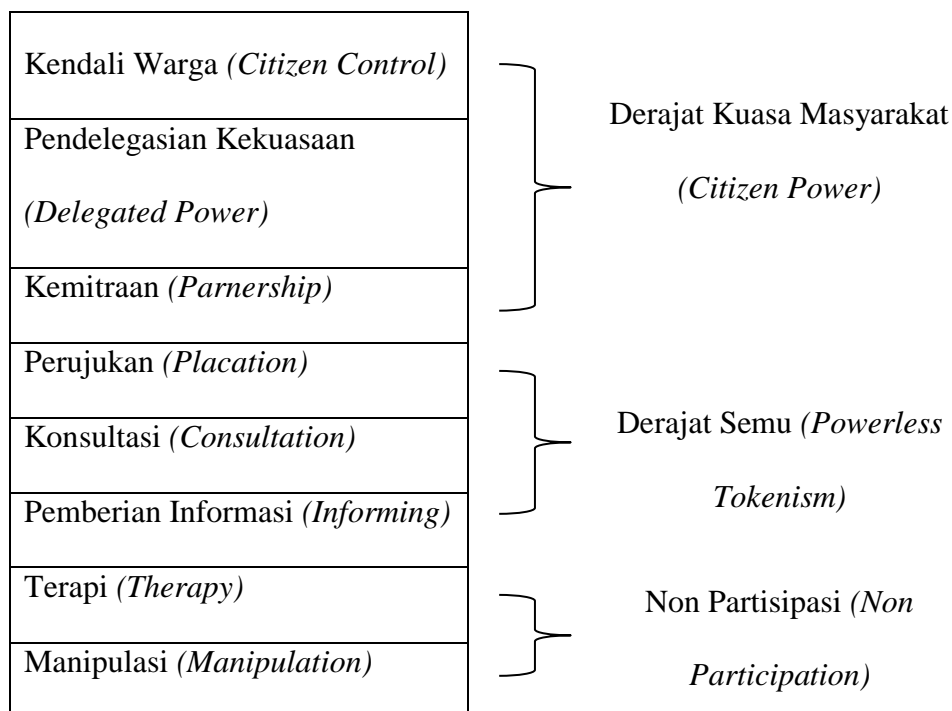 Kendali Warga (Citizen Control)
Pendelegasian Kekuasaan
(Delegated Power)
Kemitraan (Parnership)
Perujukan (Placation)
Konsultasi (Consultation)
Pemberian Informasi (Informing)
Terapi (Therapy)
Manipulasi (Manipulation)
Derajat Kuasa Masyarakat
(Citizen Power)
Derajat Semu (Powerless
Tokenism)
Non Partisipasi (Non
Participation)